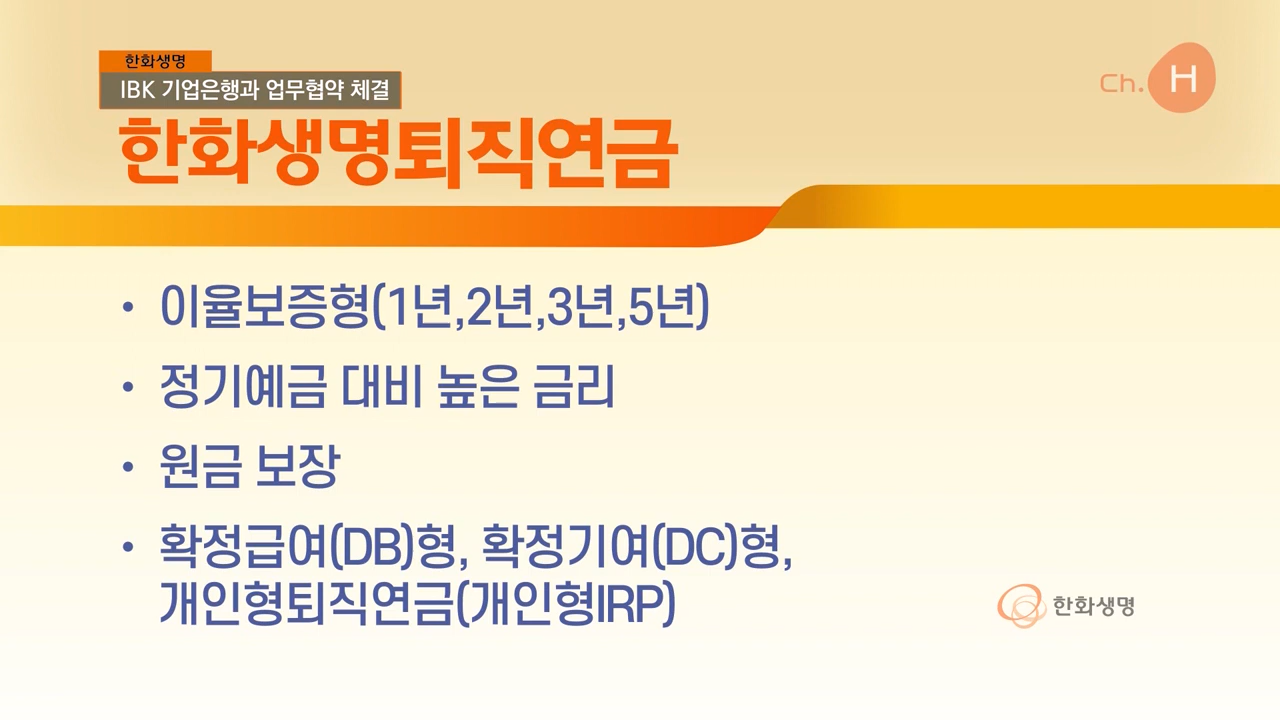 한화생명
IBK 기업은행과 업무협약 체결
Ch. H
한화생명퇴직연금
• 이율보증형(1년,2년,3년,5년)
• 정기예금 대비 높은 금리
• 원금 보장
• 확정급여(DB)형, 확정기여(DC)형,
개인형퇴직연금(개인형IRP)
한화생명